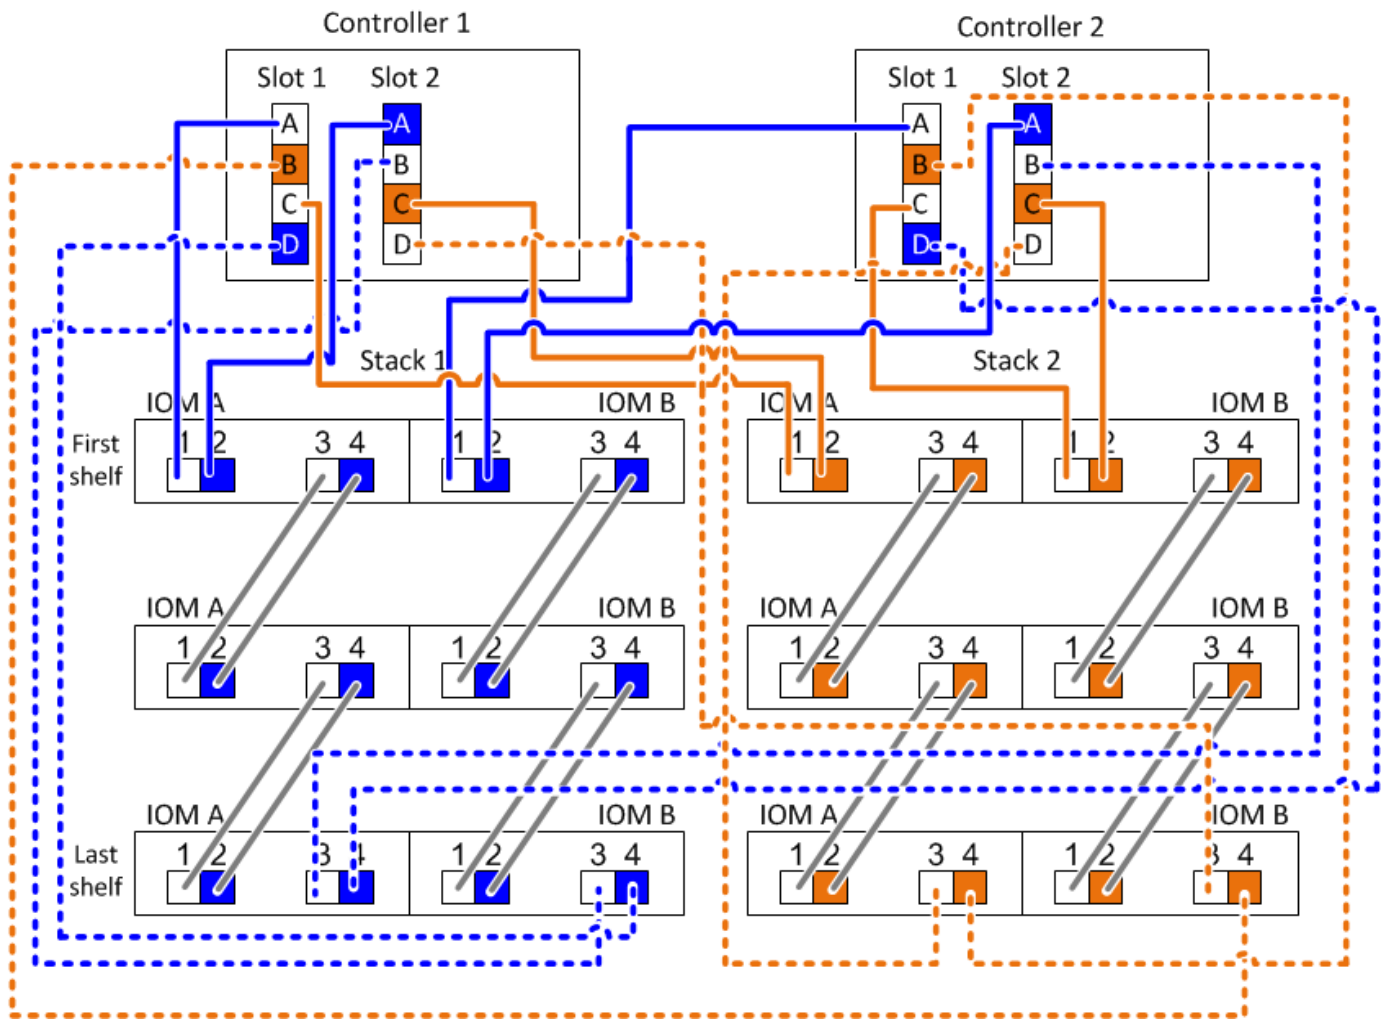 Controller 1
Controller 2
Slot 1 Slot 2
Slot 1 Slot 2
A A
B B
C C
D D
A A
B B
C C
D D
Stack 1
Stack 2
IOM A IOM B
IOM A IOM B
First shelf
1 2 3 4 1 2 3 4
1 2 3 4 1 2 3 4
IOM A IOM B
IOM A IOM B
1 2 3 4 1 2 3 4
1 2 3 4 1 2 3 4
IOM A IOM B
IOM A IOM B
Last shelf
1 2 3 4 1 2 3 4
1 2 3 4 1 2 3 4